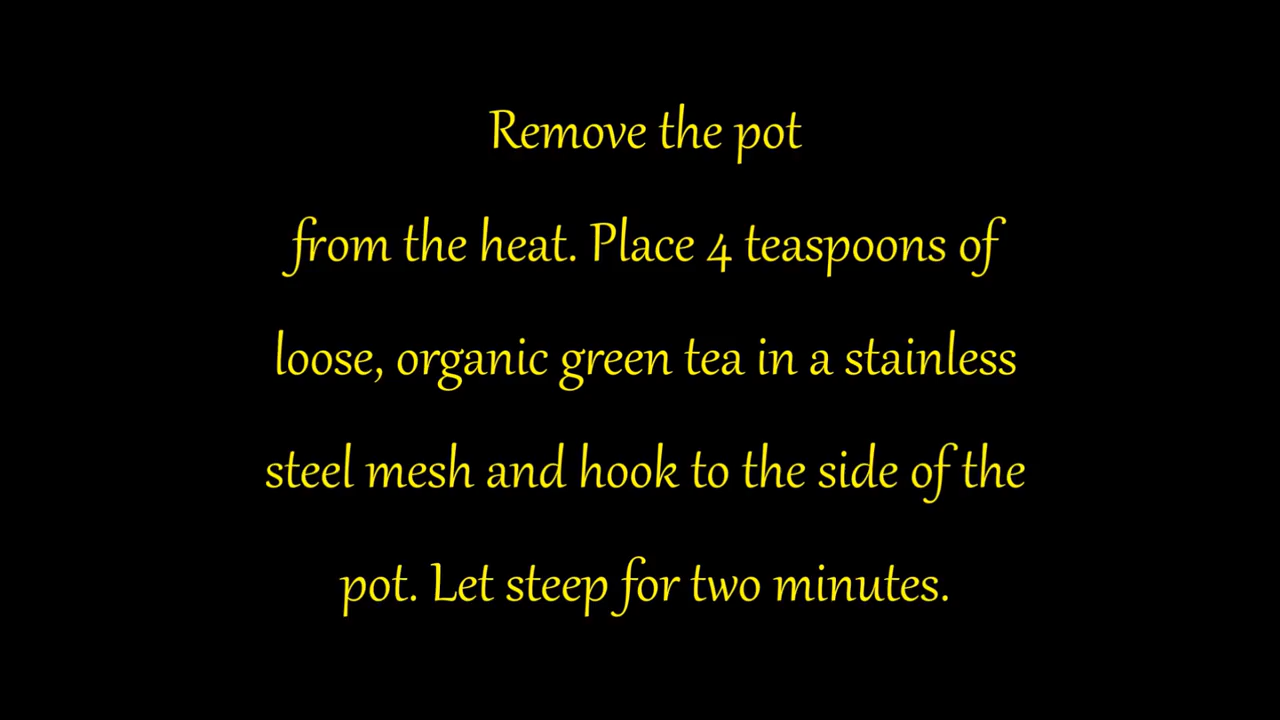 Remove the pot
from the heat. Place 4 teaspoons of
loose, organic green tea in a stainless
steel mesh and hook to the side of the
pot. Let steep for two minutes.